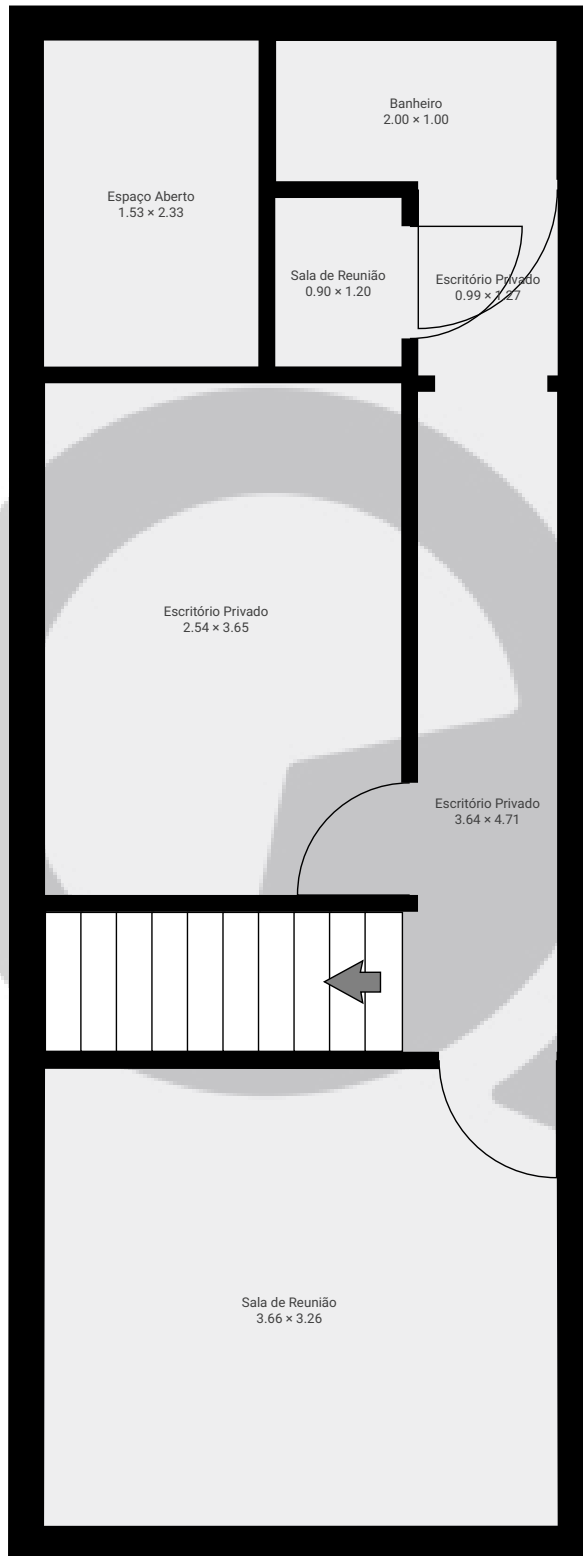 Banheiro
2.00 × 1.00
Espaço Aberto
1.53 × 2.33
Sala de Reunião
0.90 × 1.20
Escritório Privado
0.99 × 1.27
Escritório Privado
2.54 × 3.65
Escritório Privado
3.64 × 4.71
Sala de Reunião
3.66 × 3.26